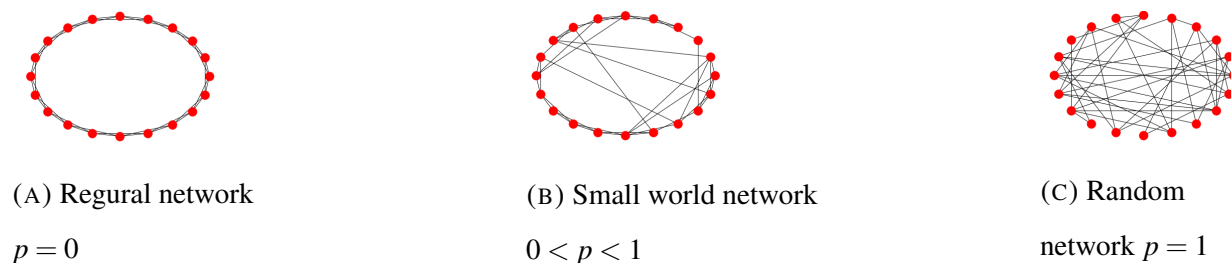 (A) Regural network
p = 0
(B) Small world network
0 < p < 1
(C) Random
network p = 1